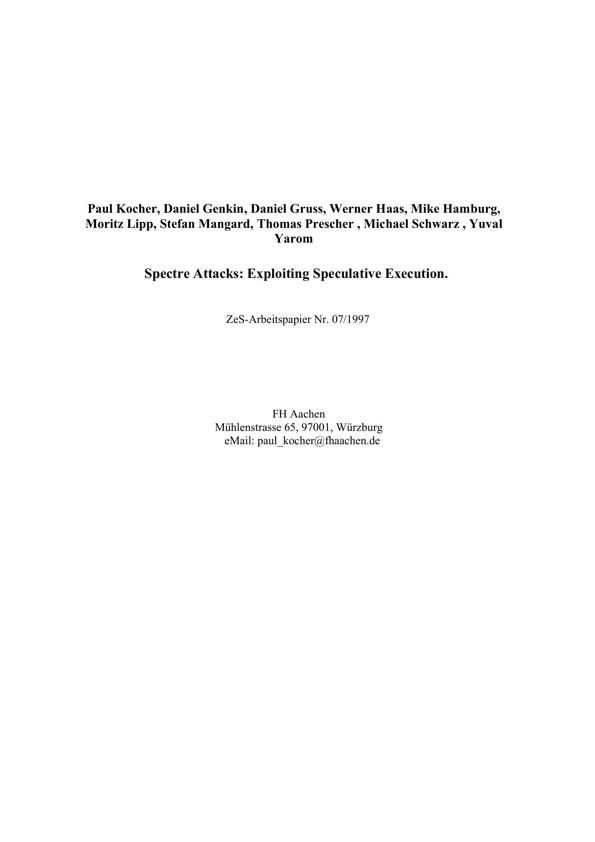 Paul Kocher, Daniel Genkin, Daniel Gruss, Werner Haas, Mike Hamburg,
Moritz Lipp, Stefan Mangard, Thomas Prescher , Michael Schwarz , Yuval
Yarom
Spectre Attacks: Exploiting Speculative Execution.
ZeS-Arbeitspapier Nr. 07/1997
FH Aachen
Mühlenstrasse 65, 97001, Würzburg
eMail: paul_kocher@fhaachen.de